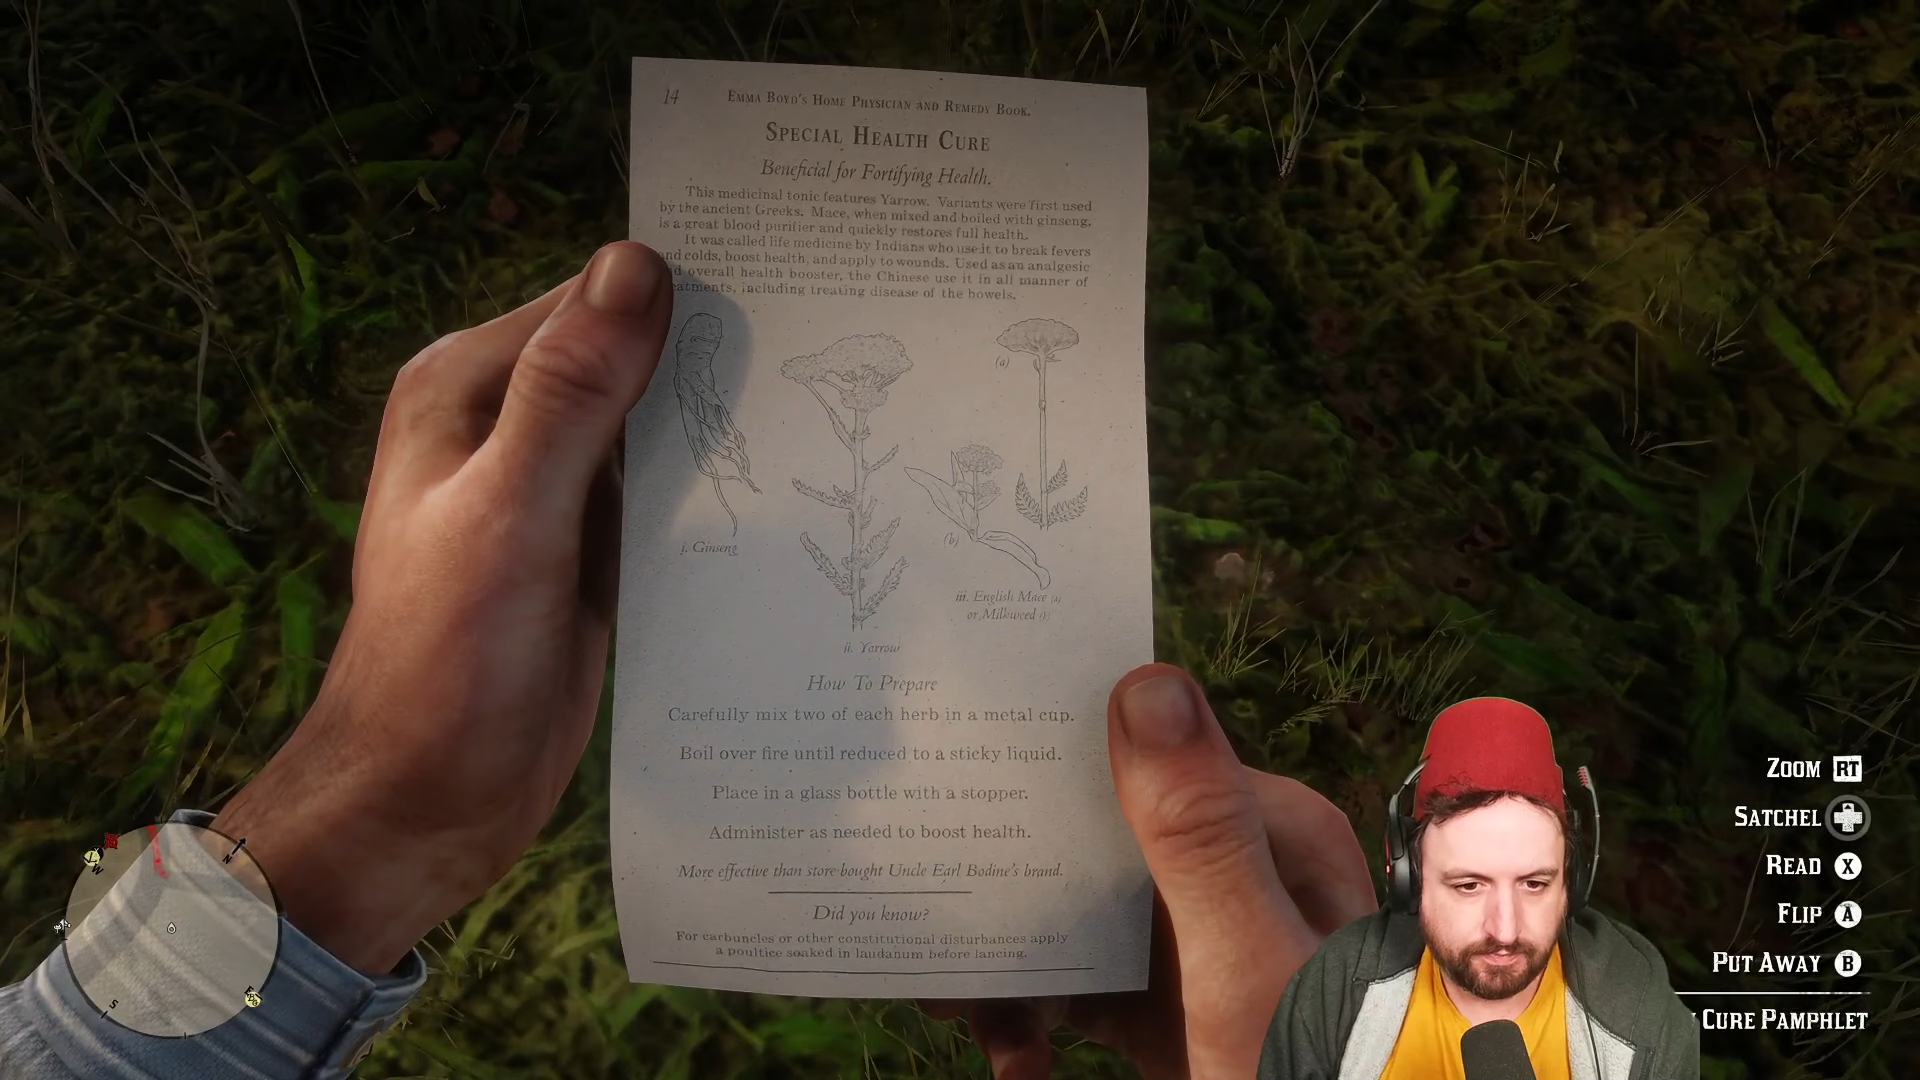 14
EMMA BOYD'S HOME PHYSICIAN AND REMEDY BOOK.
SPECIAL HEALTH CURE
Beneficial for Fortifying Health.
This medicinal tonic features Yarrow. Variants were first used
by the ancient Greeks. Mace, when mixed and boiled with ginseng,
is a great blood purifier and quickly restores full health.
It was called life medicine by Indians who use it to break fevers
and colds, boost health, and apply to wounds. Used as an analgesic
overall health booster, the Chinese use it in all manner of
including treating disease of the bowels.
(a)
(b)
i. Ginseng
iii. English Mace (a)
or Milkweed (b)
ii. Yarrow
How To Prepare
Carefully mix two of each herb in a metal cup.
Boil over fire until reduced to a sticky liquid.
Place in a glass bottle with a stopper.
Administer as needed to boost health.
More effective than store bought Uncle Earl Bodine's brand.
Did you know?
For carbuncles or other constitutional disturbances apply
a poultice soaked in laudanum before lancing.
N
W
S
E
ZOOM RT
SATCHEL
READ X
FLIP A
PUT AWAY B
CURE PAMPHLET